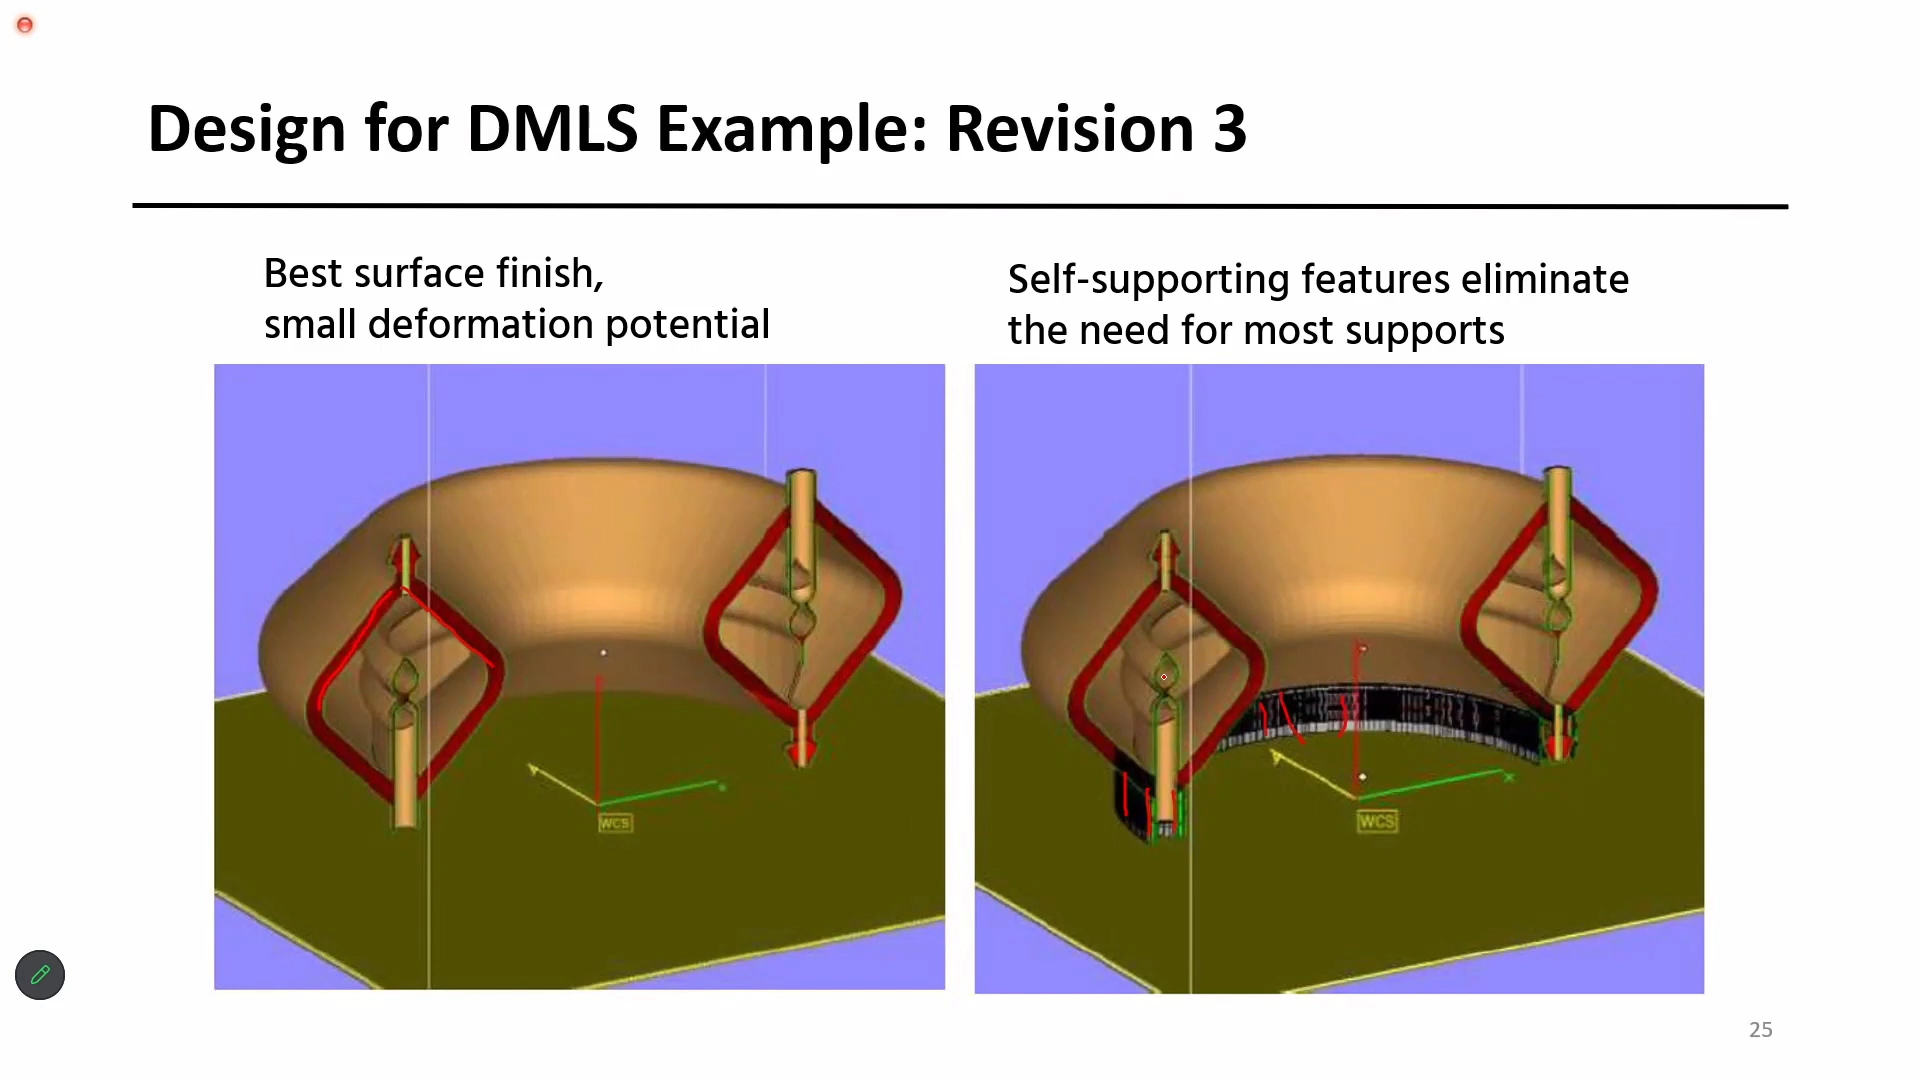 Design for DMLS Example: Revision 3
Best surface finish,
small deformation potential
Self-supporting features eliminate
the need for most supports
WCS
x
WCS
25